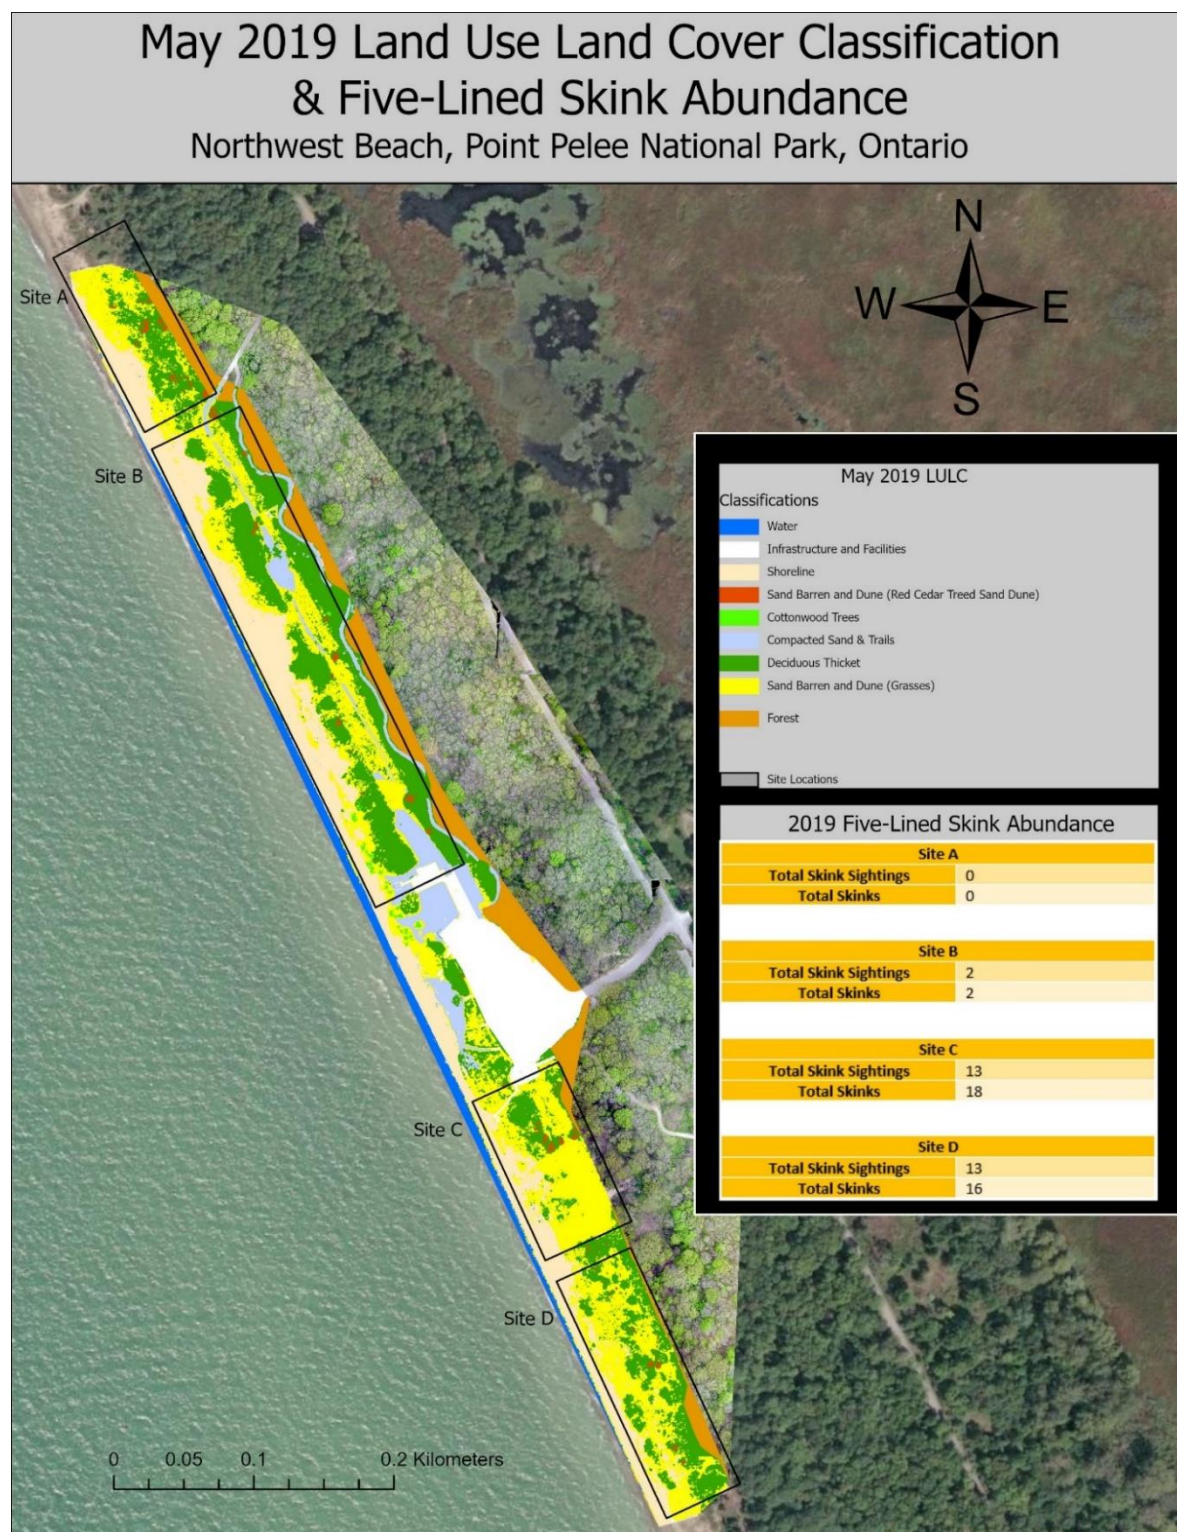 May 2019 Land Use Land Cover Classification
& Five-Lined Skink Abundance
Northwest Beach, Point Pelee National Park, Ontario
N
W
E
S
Site A
Site B
Site C
Site D
0 0.05 0.1 0.2 Kilometers
May 2019 LULC
Classifications
Water
Infrastructure and Facilities
Shoreline
Sand Barren and Dune (Red Cedar Treed Sand Dune)
Cottonwood Trees
Compacted Sand & Trails
Deciduous Thicket
Sand Barren and Dune (Grasses)
Forest
Site Locations
2019 Five-Lined Skink Abundance
Site A
Total Skink Sightings 0
Total Skinks 0
Site B
Total Skink Sightings 2
Total Skinks 2
Site C
Total Skink Sightings 13
Total Skinks 18
Site D
Total Skink Sightings 13
Total Skinks 16